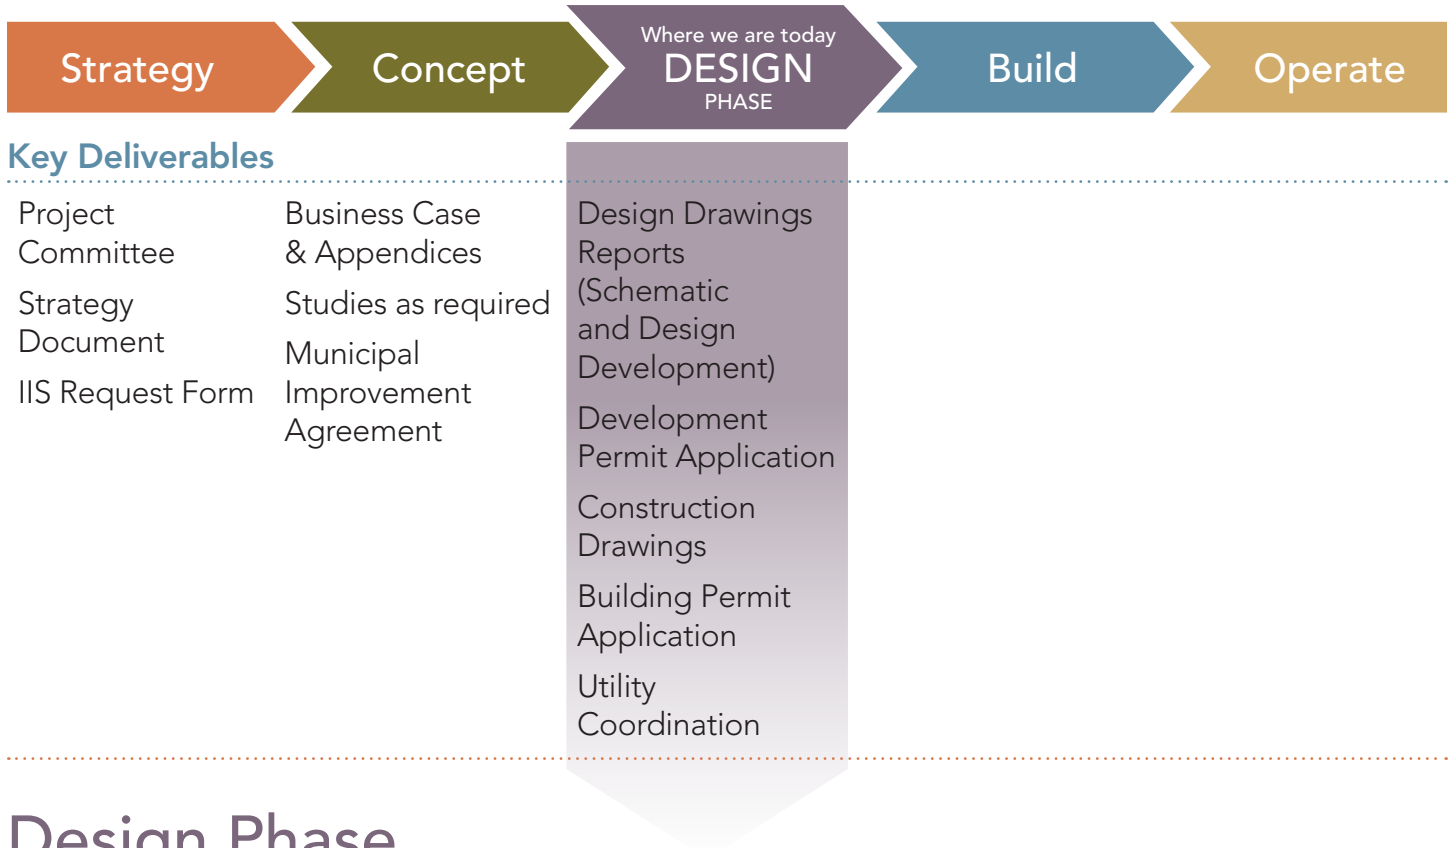 Strategy
Concept
Where we are today
DESIGN
PHASE
Build
Operate
Key Deliverables
Project
Committee
Strategy
Document
IIS Request Form
Business Case
& Appendices
Studies as required
Municipal
Improvement
Agreement
Design Drawings
Reports
(Schematic
and Design
Development)
Development
Permit Application
Construction
Drawings
Building Permit
Application
Utility
Coordination
Design Phase